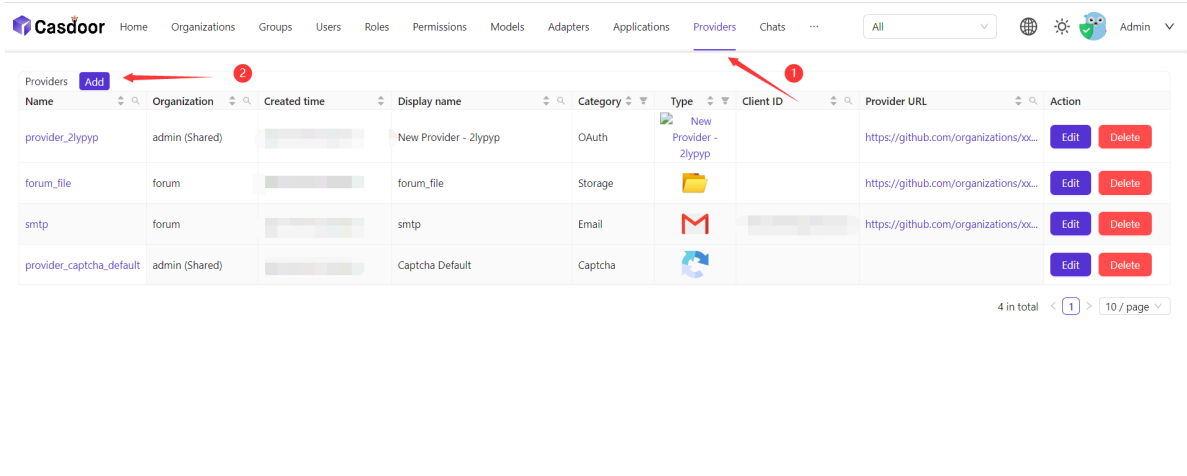 Casdoor Home Organizations Groups Users Roles Permissions Models Adapters Applications Providers Chats ··· All Admin
1
Providers Add 2
Name Organization Created time Display name Category Type Client ID Provider URL Action
provider_2lypyp admin (Shared) New Provider - 2lypyp OAuth New Provider - 2lypyp https://github.com/organizations/xx... Edit Delete
forum_file forum forum_file Storage https://github.com/organizations/xx... Edit Delete
smtp forum smtp Email https://github.com/organizations/xx... Edit Delete
provider_captcha_default admin (Shared) Captcha Default Captcha Edit Delete
4 in total < 1 > 10 / page